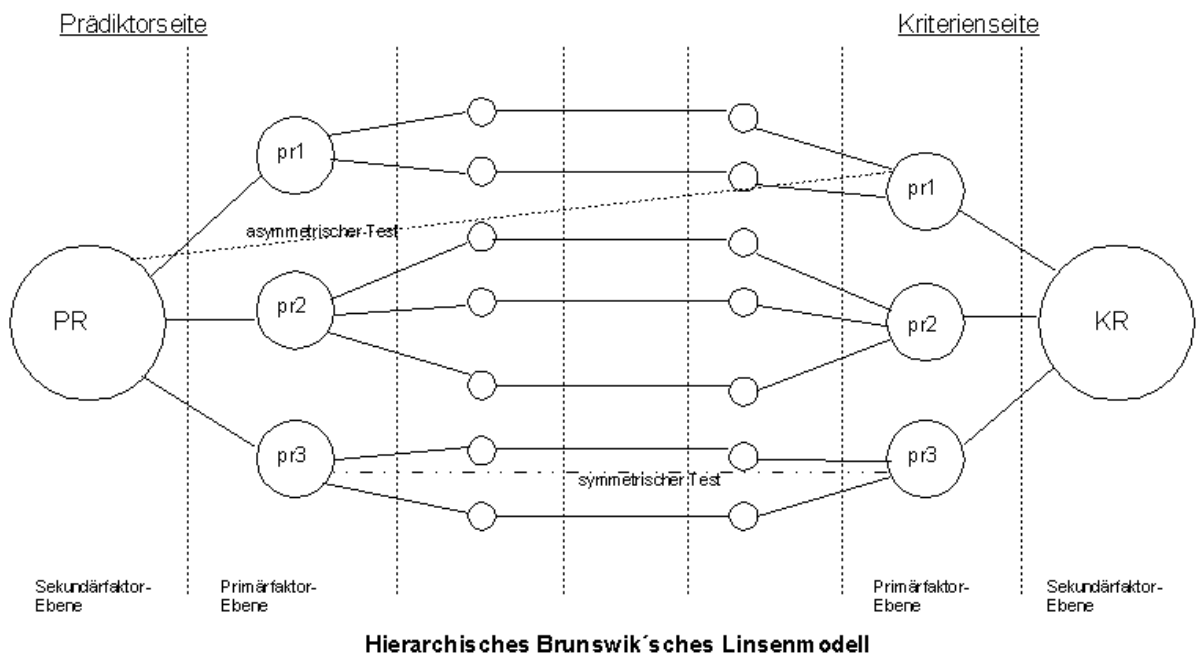 Prädiktorseite
Kriterienseite
pr1
pr1
asymmetrischer Test
PR
pr2
pr2
KR
pr3
pr3
symmetrischer Test
Sekundärfaktor-
Ebene
Primärfaktor-
Ebene
Primärfaktor-
Ebene
Sekundärfaktor-
Ebene
Hierarchisches Brunswik´sches Linsenmodell